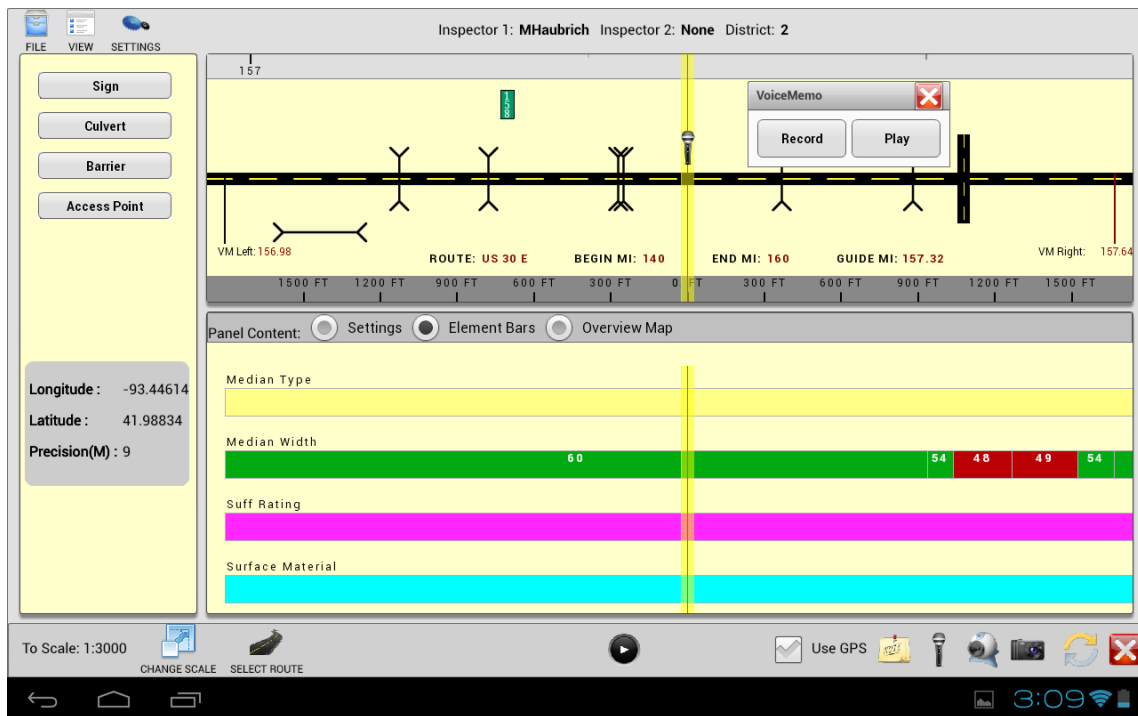 Inspector 1: MHaubrich Inspector 2: None District: 2
FILE VIEW SETTINGS
Sign
Culvert
Barrier
Access Point
157
158
VoiceMemo
Record Play
VM Left: 156.98
ROUTE: US 30 E BEGIN MI: 140 END MI: 160 GUIDE MI: 157.32
VM Right: 157.64
1500 FT 1200 FT 900 FT 600 FT 300 FT 0 FT 300 FT 600 FT 900 FT 1200 FT 1500 FT
Panel Content: Settings Element Bars Overview Map
Longitude : -93.44614
Latitude : 41.98834
Precision(M) : 9
Median Type
Median Width
60 54 48 49 54
Suff Rating
Surface Material
To Scale: 1:3000
CHANGE SCALE SELECT ROUTE
Use GPS
3:09